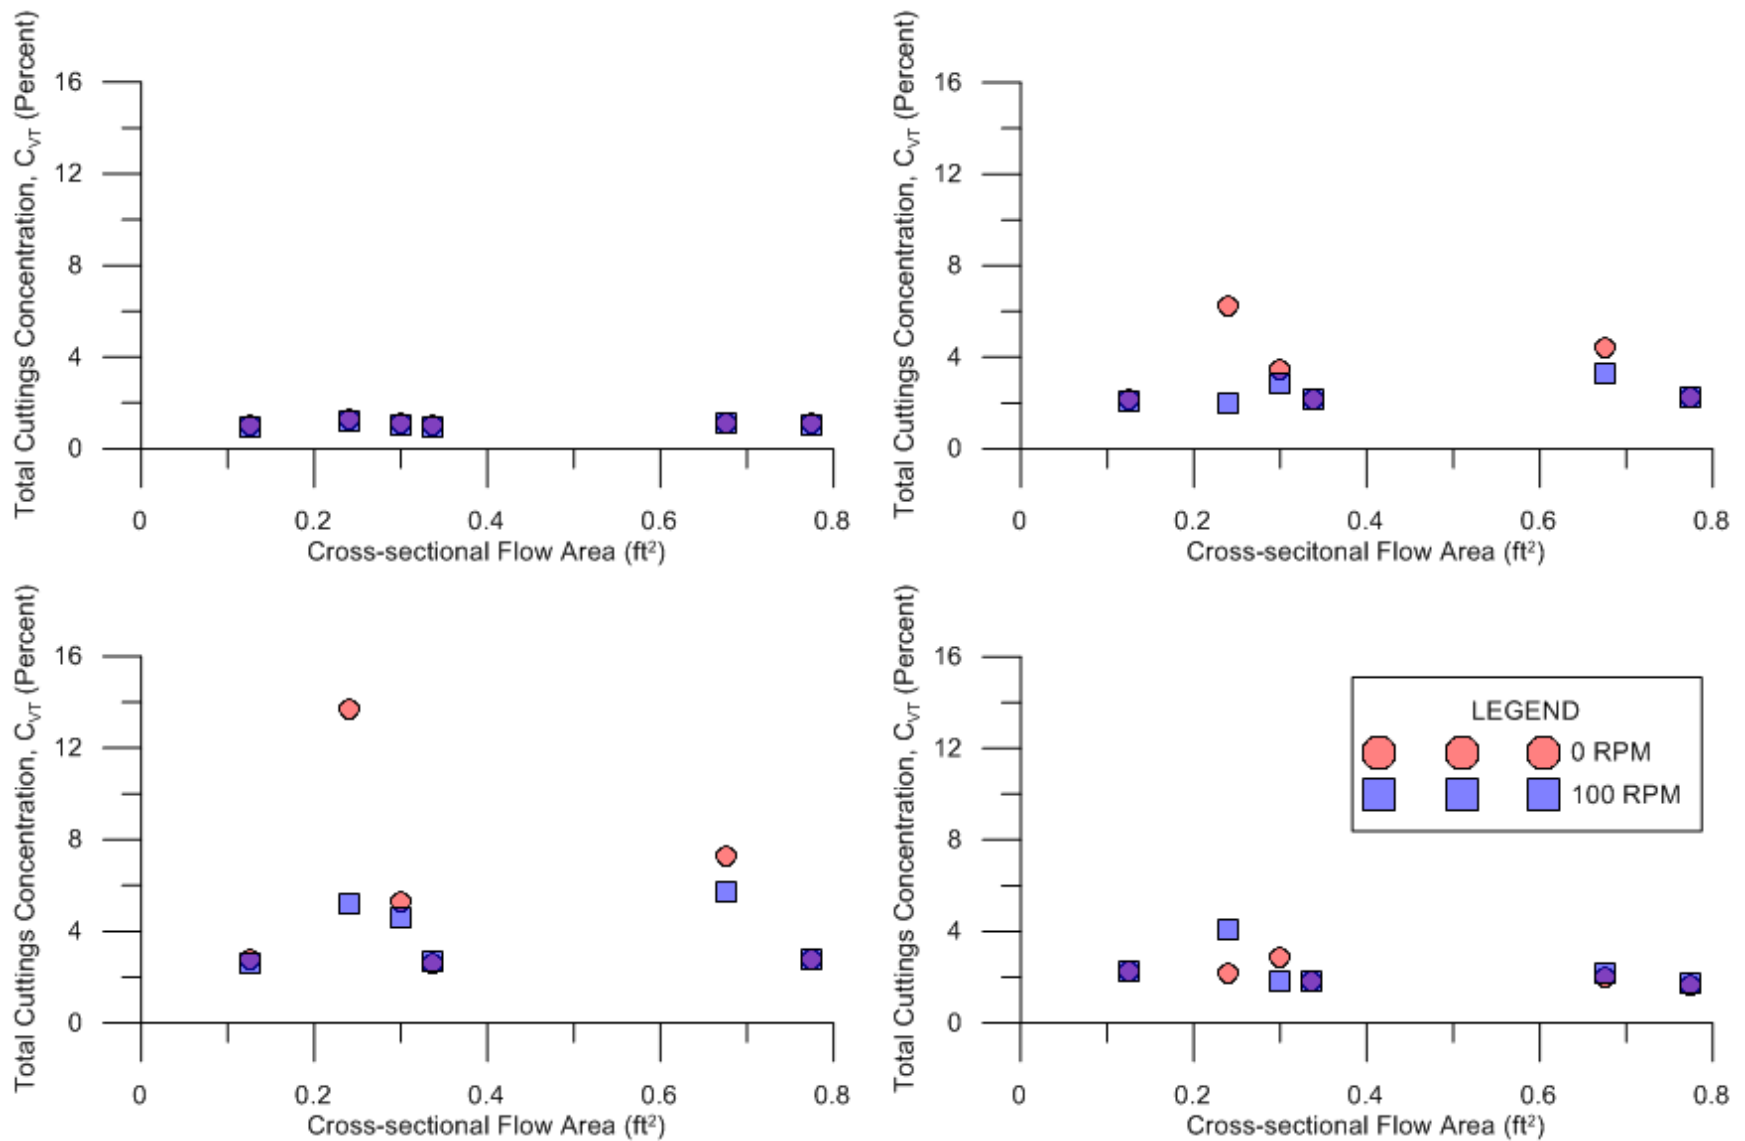 Total Cuttings Concentration, C_VT (Percent)
16
12
8
4
0
0 0.2 0.4 0.6 0.8
Cross-sectional Flow Area (ft²)
Total Cuttings Concentration, C_VT (Percent)
16
12
8
4
0
0 0.2 0.4 0.6 0.8
Cross-secitonal Flow Area (ft²)
Total Cuttings Concentration, C_VT (Percent)
16
12
8
4
0
0 0.2 0.4 0.6 0.8
Cross-sectional Flow Area (ft²)
Total Cuttings Concentration, C_VT (Percent)
16
12
8
4
0
0 0.2 0.4 0.6 0.8
Cross-sectional Flow Area (ft²)
LEGEND
0 RPM
100 RPM